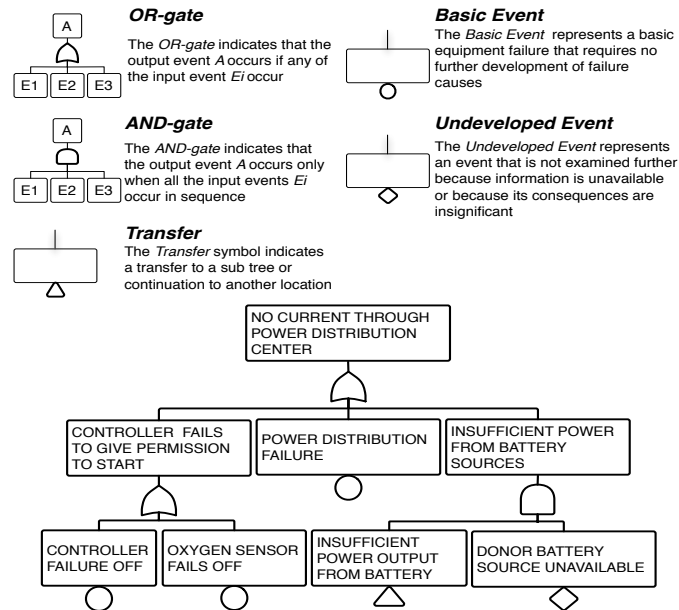 OR-gate
A
The OR-gate indicates that the
output event A occurs if any of
the input event Ei occur
E1 E2 E3
Basic Event
The Basic Event represents a basic
equipment failure that requires no
further development of failure
causes
AND-gate
A
The AND-gate indicates that
the output event A occurs only
when all the input events Ei
occur in sequence
E1 E2 E3
Undeveloped Event
The Undeveloped Event represents
an event that is not examined further
because information is unavailable
or because its consequences are
insignificant
Transfer
The Transfer symbol indicates
a transfer to a sub tree or
continuation to another location
NO CURRENT THROUGH
POWER DISTRIBUTION
CENTER
CONTROLLER FAILS
TO GIVE PERMISSION
TO START
POWER DISTRIBUTION
FAILURE
INSUFFICIENT POWER
FROM BATTERY
SOURCES
CONTROLLER
FAILURE OFF
OXYGEN SENSOR
FAILS OFF
INSUFFICIENT
POWER OUTPUT
FROM BATTERY
DONOR BATTERY
SOURCE UNAVAILABLE